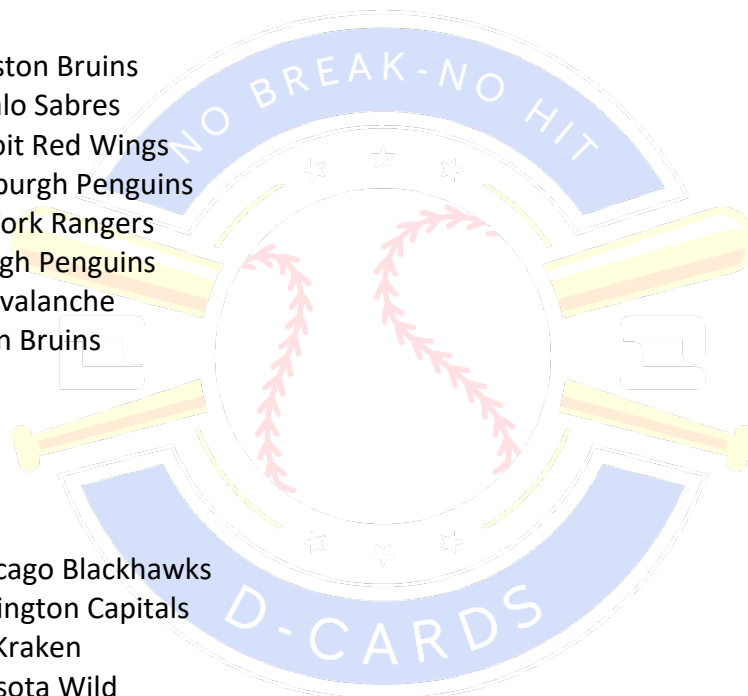 ston Bruins
lo Sabres
oit Red Wings
burgh Penguins
ork Rangers
gh Penguins
valanche
n Bruins
NO BREAK-NO HIT
cago Blackhawks
ington Capitals
Kraken
sota Wild
D-CARDS